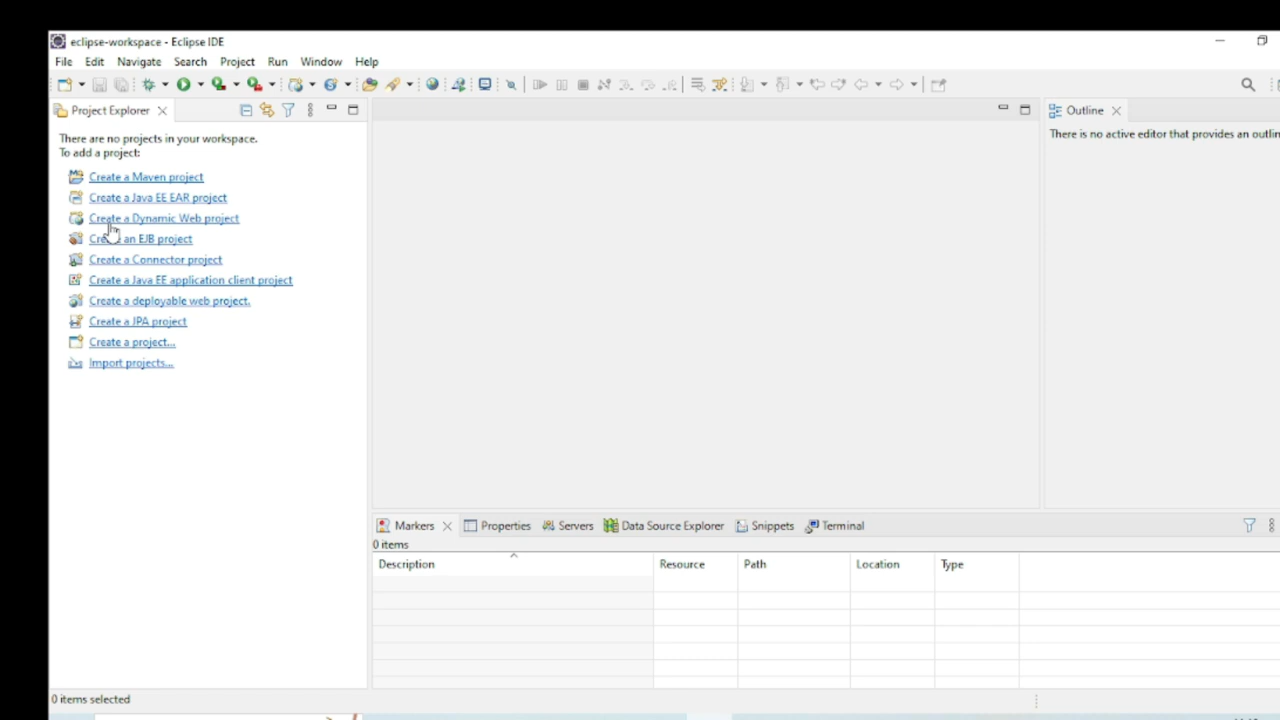 eclipse-workspace - Eclipse IDE
File Edit Navigate Search Project Run Window Help
Project Explorer
There are no projects in your workspace.
To add a project:
Create a Maven project
Create a Java EE EAR project
Create a Dynamic Web project
Create an EJB project
Create a Connector project
Create a Java EE application client project
Create a deployable web project.
Create a JPA project
Create a project...
Import projects...
Outline
There is no active editor that provides an outlin
Markers Properties Servers Data Source Explorer Snippets Terminal
0 items
Description Resource Path Location Type
0 items selected